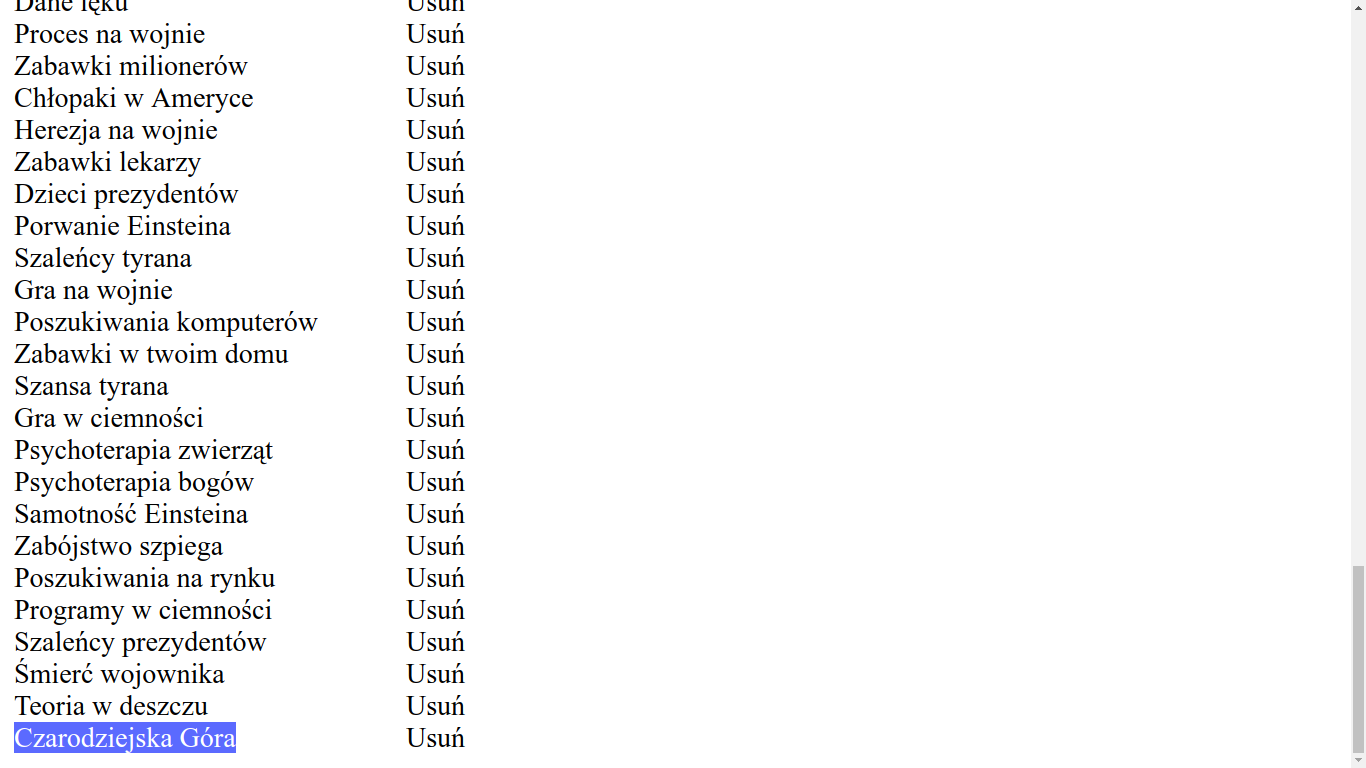 Dane lęku Usuń
Proces na wojnie Usuń
Zabawki milionerów Usuń
Chłopaki w Ameryce Usuń
Herezja na wojnie Usuń
Zabawki lekarzy Usuń
Dzieci prezydentów Usuń
Porwanie Einsteina Usuń
Szaleńcy tyrana Usuń
Gra na wojnie Usuń
Poszukiwania komputerów Usuń
Zabawki w twoim domu Usuń
Szansa tyrana Usuń
Gra w ciemności Usuń
Psychoterapia zwierząt Usuń
Psychoterapia bogów Usuń
Samotność Einsteina Usuń
Zabójstwo szpiega Usuń
Poszukiwania na rynku Usuń
Programy w ciemności Usuń
Szaleńcy prezydentów Usuń
Śmierć wojownika Usuń
Teoria w deszczu Usuń
Czarodziejska Góra Usuń